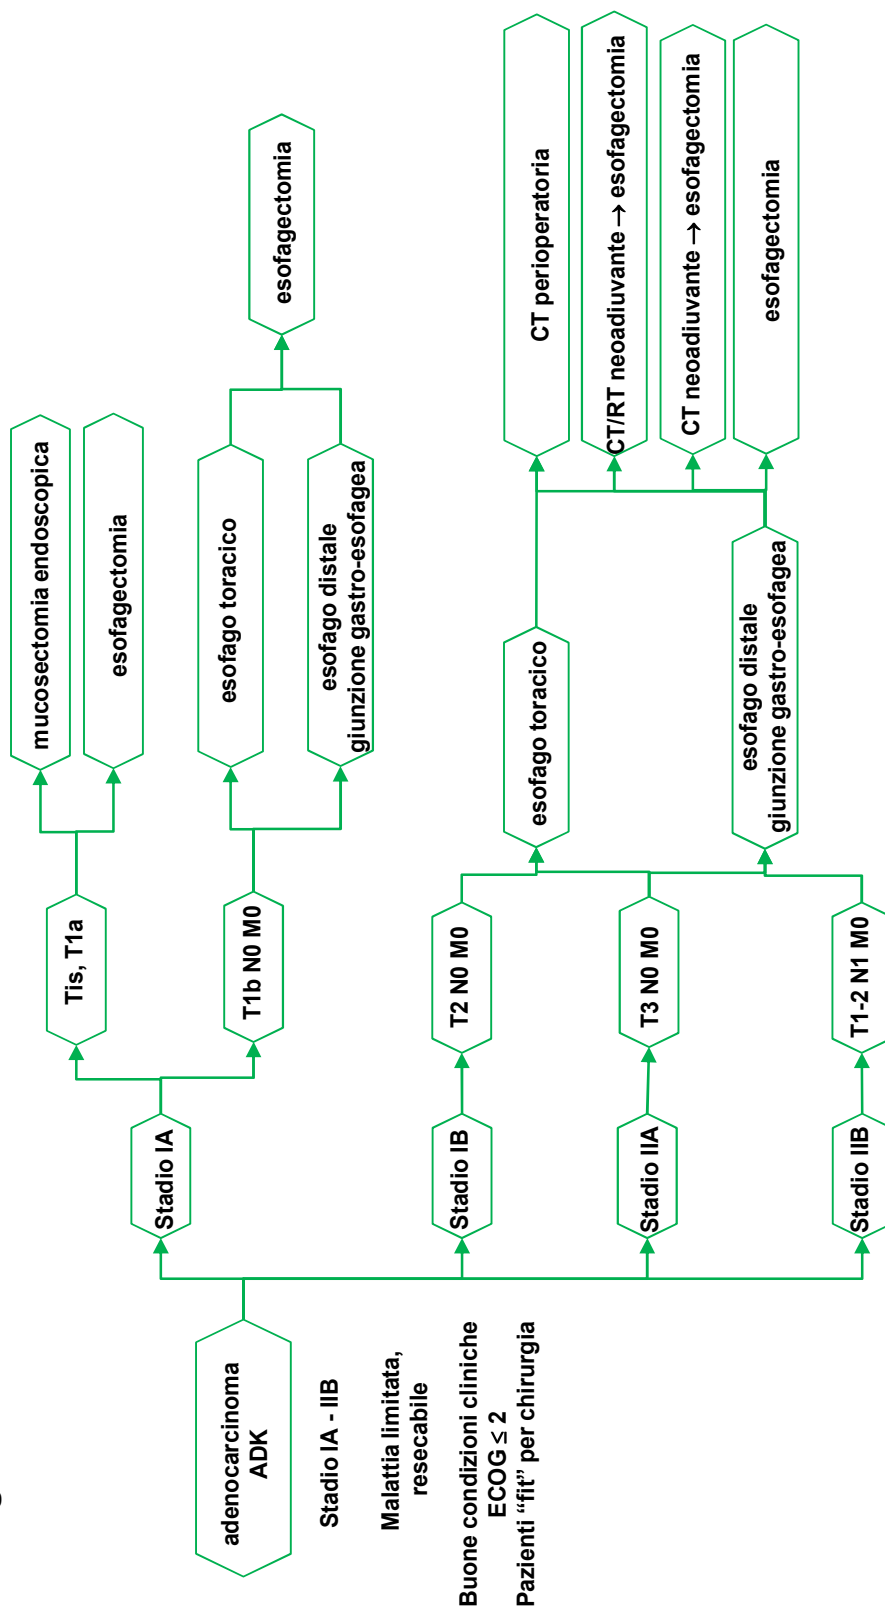 adenocarcinoma
ADK
Stadio IA - IIB
Malattia limitata,
resecabile
Buone condizioni cliniche
ECOG ≤ 2
Pazienti “fit” per chirurgia
Stadio IA
Stadio IB
Stadio IIA
Stadio IIB
Tis, T1a
T1b N0 M0
T2 N0 M0
T3 N0 M0
T1-2 N1 M0
mucosectomia endoscopica
esofagectomia
esofago toracico
esofago distale
giunzione gastro-esofagea
esofagectomia
esofago toracico
esofago distale
giunzione gastro-esofagea
CT perioperatoria
CT/RT neoadiuvante → esofagectomia
CT neoadiuvante → esofagectomia
esofagectomia